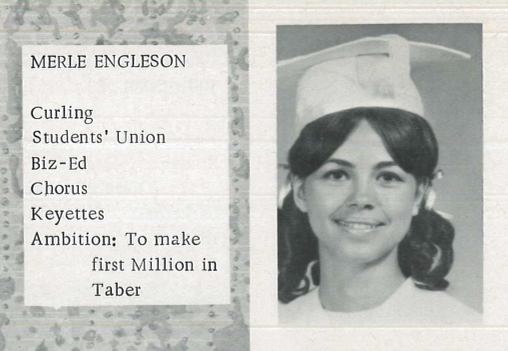 MERLE ENGLESON
Curling
Students' Union
Biz-Ed
Chorus
Keyettes
Ambition: To make
first Million in
Taber